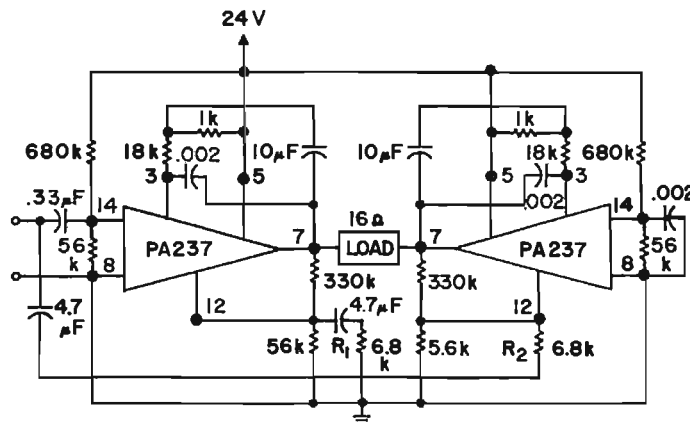 24 V
1k
1k
680k
18k
.002
10µF
10µF
18k
680k
3
5
5
3
.002
.33µF
14
16Ω
14
.002
56
k
PA237
7
LOAD
7
PA237
56
k
8
330k
330k
8
4.7
µF
12
4.7µF
12
56k
R1
6.8
k
5.6k
R2
6.8k